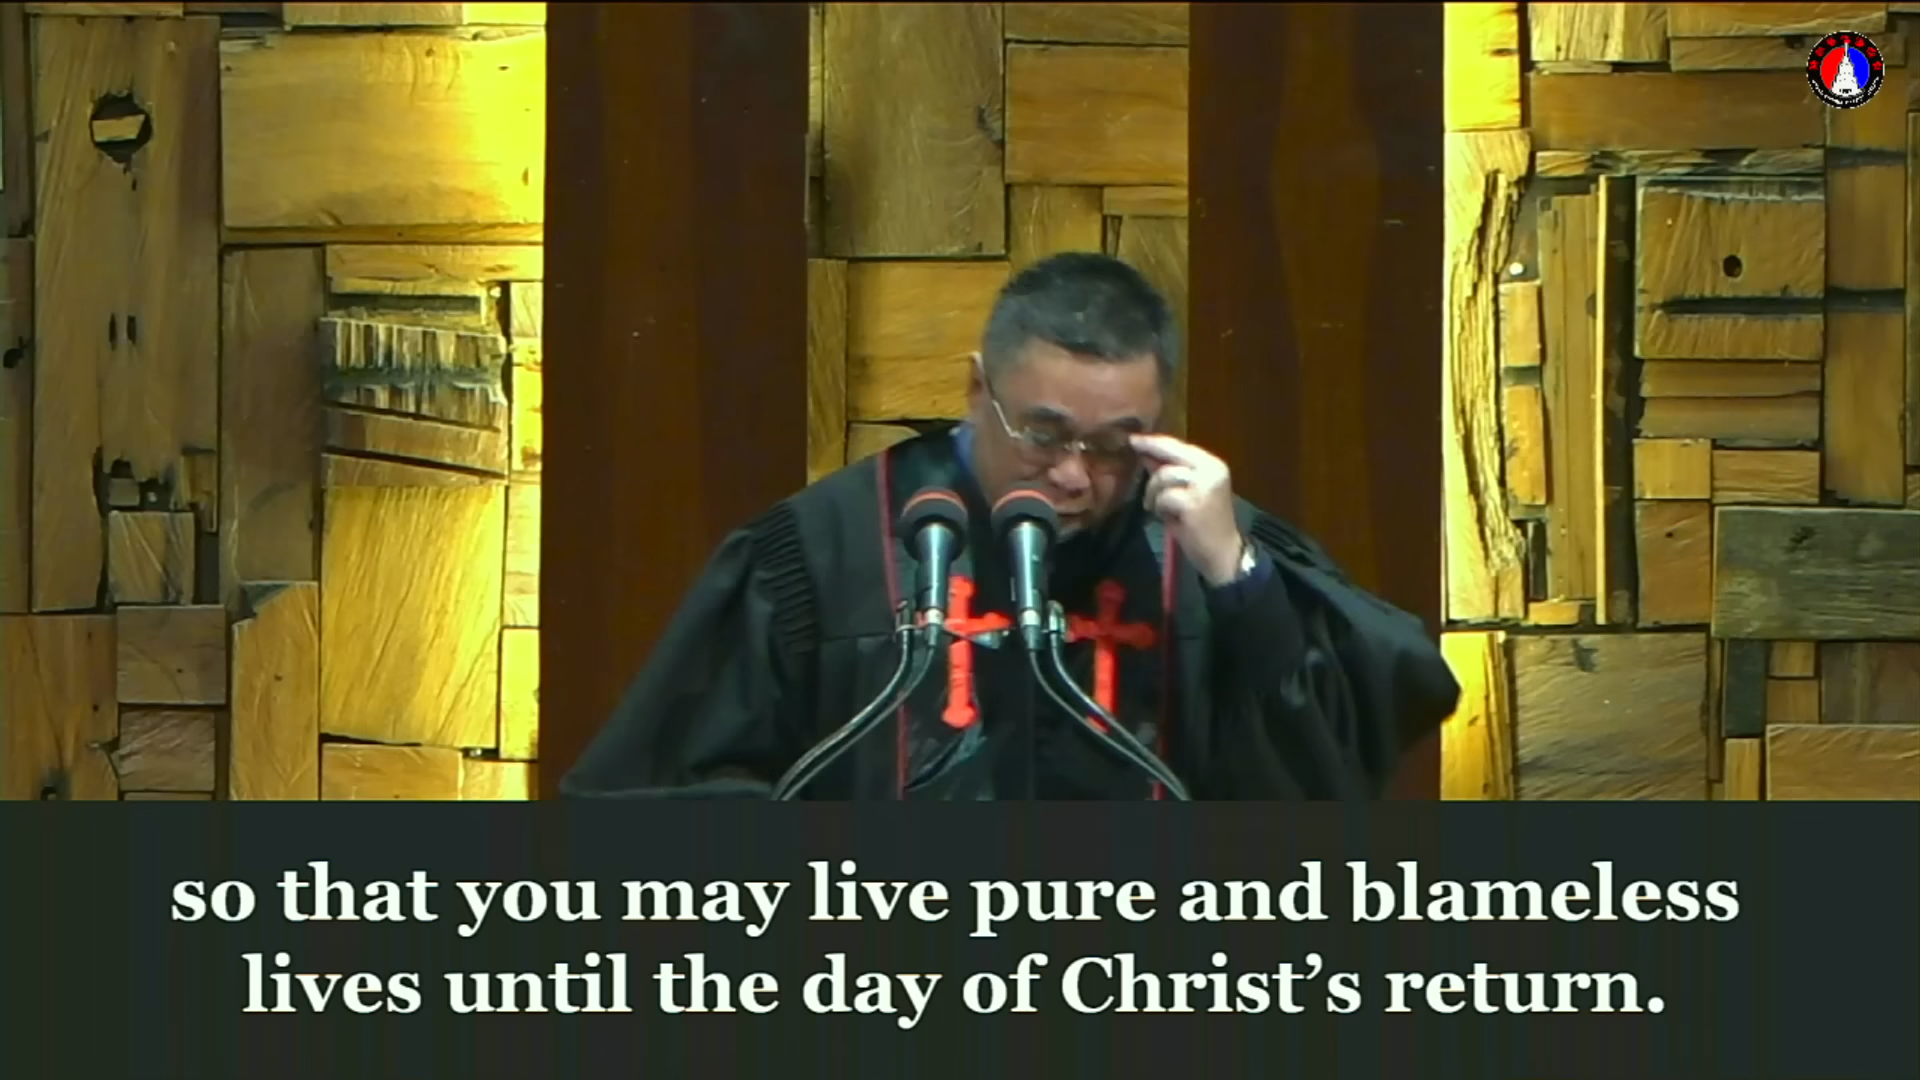 so that you may live pure and blameless
lives until the day of Christ’s return.